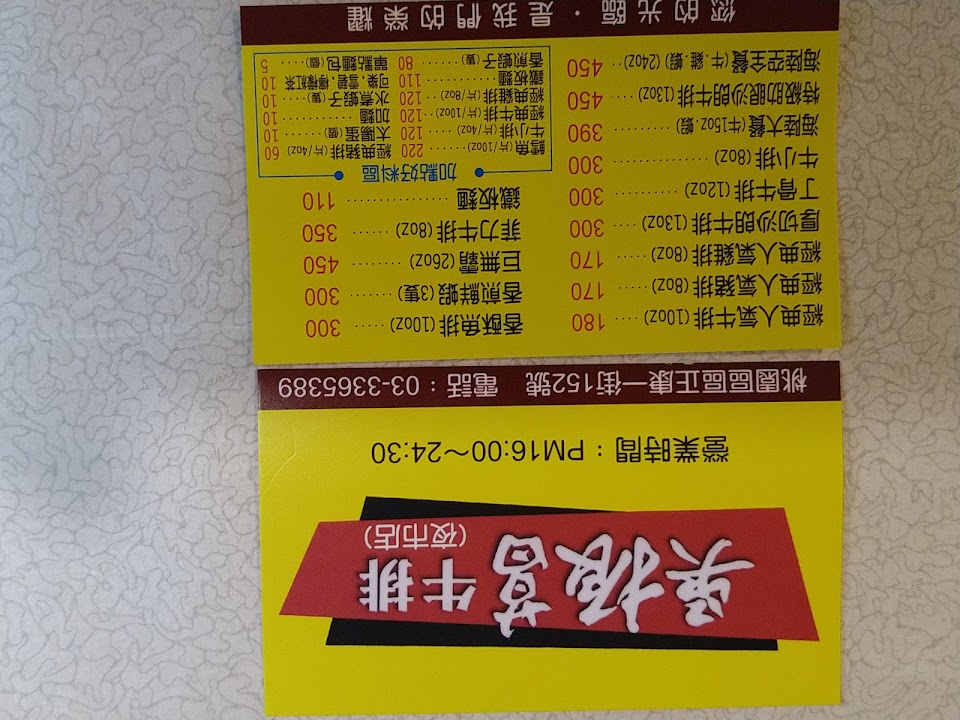 吳振菖牛排
(夜市店)
營業時間：PM16:00～24:30
桃園區區正康一街152號 電話：03-3365389
經典人氣牛排(10oz)·····180
經典人氣豬排(8oz)·····170
經典人氣雞排(8oz)·····170
厚切沙朗牛排(13oz)·····300
丁骨牛排(12oz)·······300
牛小排(8oz)··········300
海陸大餐(牛15oz.蝦)······390
特級肋眼沙朗牛排(13oz)··450
海陸空全餐(牛.雞.蝦)(24oz)··450
香酥魚排(10oz)·····300
香煎鮮蝦(3隻)·······300
巨無霸(26oz)········450
菲力牛排(8oz)······350
鐵板麵···············110
加點好料區
鱈魚(片/10oz)······220
牛小排(片/4oz)·····120
經典牛排(片/10oz)··120
經典雞排(片/8oz)···120
鐵板麵············110
香煎蝦子(隻)······80
經典豬排(片/4oz) 60
太陽蛋(個)·······10
加麵···········10
水煮蝦子(隻)····10
可樂.雪碧.檸檬紅茶 10
單點麵包(個)····5
您的光臨·是我們的榮耀